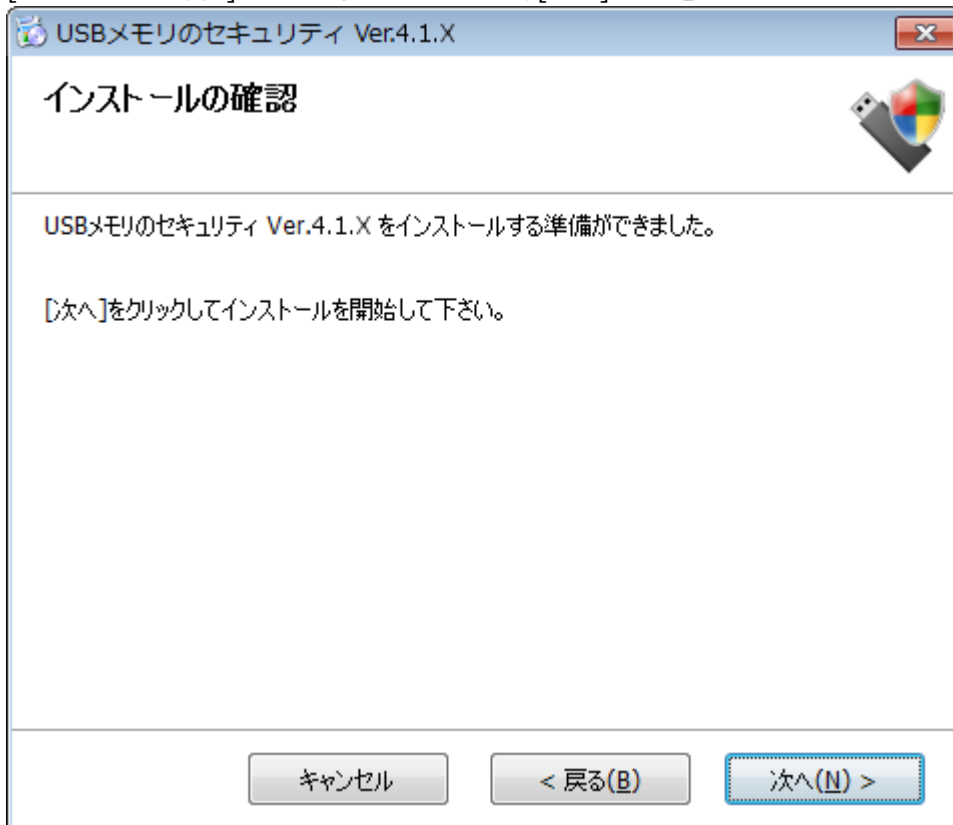 USBメモリのセキュリティ Ver.4.1.X
インストールの確認
USBメモリのセキュリティ Ver.4.1.X をインストールする準備ができました。
[次へ]をクリックしてインストールを開始して下さい。
キャンセル
< 戻る(B)
次へ(N) >